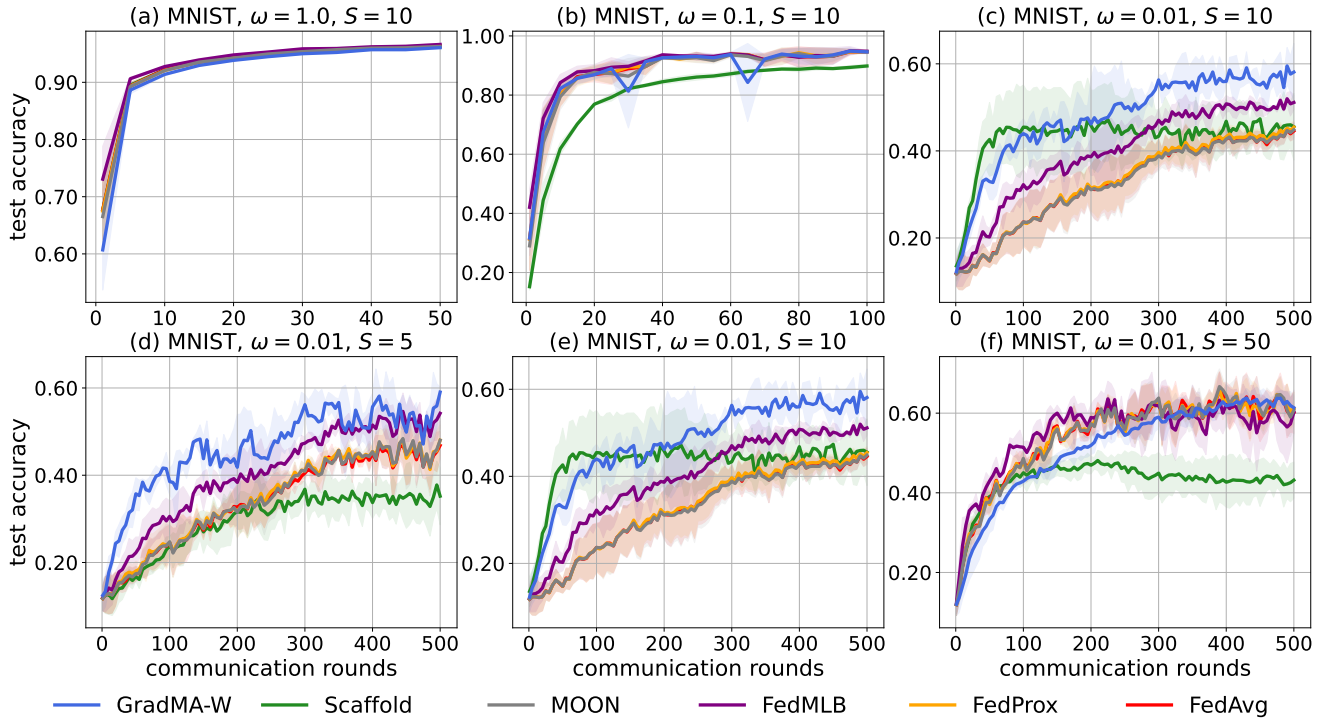 (a) MNIST, ω = 1.0, S = 10
(b) MNIST, ω = 0.1, S = 10
(c) MNIST, ω = 0.01, S = 10
test accuracy
0.90
0.80
0.70
0.60
0 10 20 30 40 50
1.00
0.80
0.60
0.40
0.20
0 20 40 60 80 100
0.60
0.40
0.20
0 100 200 300 400 500
(d) MNIST, ω = 0.01, S = 5
(e) MNIST, ω = 0.01, S = 10
(f) MNIST, ω = 0.01, S = 50
test accuracy
0.60
0.40
0.20
0 100 200 300 400 500
0.60
0.40
0.20
0 100 200 300 400 500
0.60
0.40
0.20
0 100 200 300 400 500
communication rounds
communication rounds
communication rounds
GradMA-W Scaffold MOON FedMLB FedProx FedAvg